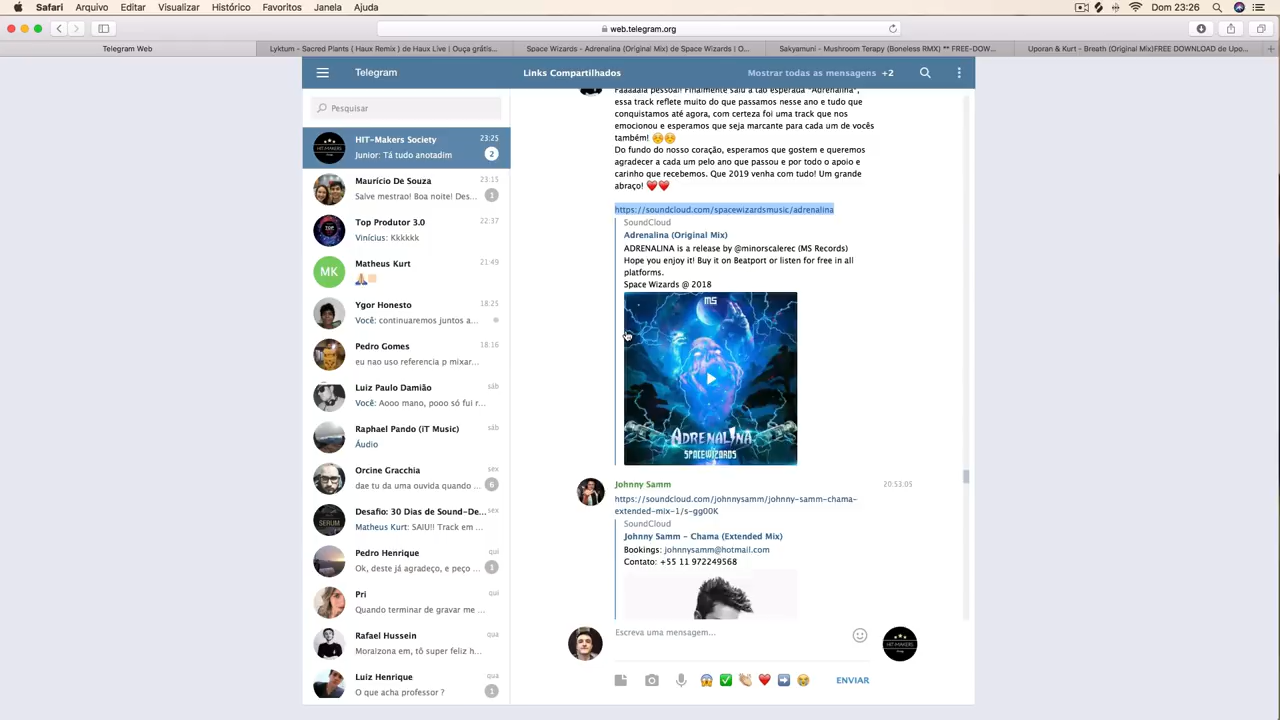 Safari Arquivo Editar Visualizar Histórico Favoritos Janela Ajuda
Dom 23:26
web.telegram.org
Telegram Web
Lyktum - Sacred Plants ( Haux Remix ) de Haux Live | Ouça grátis...
Space Wizards - Adrenalina (Original Mix) de Space Wizards | O...
Sakyamuni - Mushroom Terapy (Boneless RMX) ** FREE-DOW...
Uporan & Kurt - Breath (Original Mix)FREE DOWNLOAD de Upo...
Telegram
Links Compartilhados
Mostrar todas as mensagens +2
Pesquisar
HIT-Makers Society 23:25
Junior: Tá tudo anotadim 2
Maurício De Souza 23:15
Salve mestrao! Boa noite! Des... 1
Top Produtor 3.0 22:37
Vinícius: Kkkkkk
MK
Matheus Kurt 21:49
Ygor Honesto 18:25
Você: continuaremos juntos a...
Pedro Gomes 18:16
eu nao uso referencia p mixar...
Luiz Paulo Damião sáb
Você: Aooo mano, pooo só fui r...
Raphael Pando (iT Music) sáb
Áudio
Orcine Gracchia sex
dae tu da uma ouvida quando ... 6
Desafio: 30 Dias de Sound-De... sex
Matheus Kurt: SAIU!! Track em ...
SERUM
Pedro Henrique qui
Ok, deste já agradeço, e peço ... 1
Pri qui
Quando terminar de gravar me ...
Rafael Hussein qua
Moralzona em, tô super feliz h...
Luiz Henrique qua
O que acha professor ? 1
Faaaaala pessoal! Finalmente saiu a tão esperada "Adrenalina",
essa track reflete muito do que passamos nesse ano e tudo que
conquistamos até agora, com certeza foi uma track que nos
emocionou e esperamos que seja marcante para cada um de vocês
também!
Do fundo do nosso coração, esperamos que gostem e queremos
agradecer a cada um pelo ano que passou e por todo o apoio e
carinho que recebemos. Que 2019 venha com tudo! Um grande
abraço!
https://soundcloud.com/spacewizardsmusic/adrenalina
SoundCloud
Adrenalina (Original Mix)
ADRENALINA is a release by @minorscalerec (MS Records)
Hope you enjoy it! Buy it on Beatport or listen for free in all
platforms.
Space Wizards @ 2018
MS
ADRENALINA
SPACEWIZARDS
Johnny Samm 20:53:05
https://soundcloud.com/johnnysamm/johnny-samm-chama-
extended-mix-1/s-gg00K
SoundCloud
Johnny Samm - Chama (Extended Mix)
Bookings: johnnysamm@hotmail.com
Contato: +55 11 972249568
Escreva uma mensagem...
HIT-MAKERS
ENVIAR